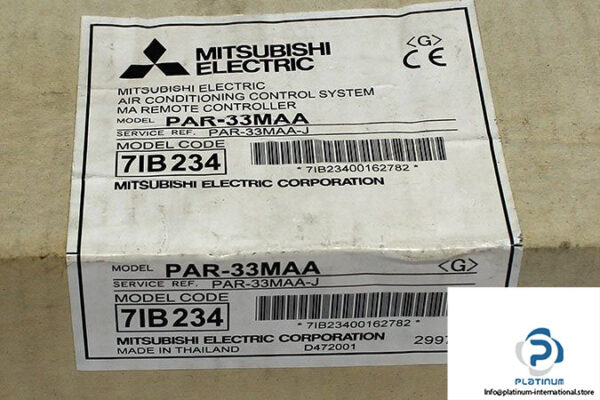 MITSUBISHI
ELECTRIC
<G>
CE
MITSUBISHI ELECTRIC
AIR CONDITIONING CONTROL SYSTEM
MA REMOTE CONTROLLER
MODEL PAR-33MAA
SERVICE REF. PAR-33MAA-J
MODEL CODE
7IB234
* 7IB23400162782 *
MITSUBISHI ELECTRIC CORPORATION
MODEL PAR-33MAA <G>
SERVICE REF. PAR-33MAA-J
MODEL CODE
7IB234
* 7IB23400162782 *
MITSUBISHI ELECTRIC CORPORATION
MADE IN THAILAND D472001
PLATINUM
Info@platinum-international.store